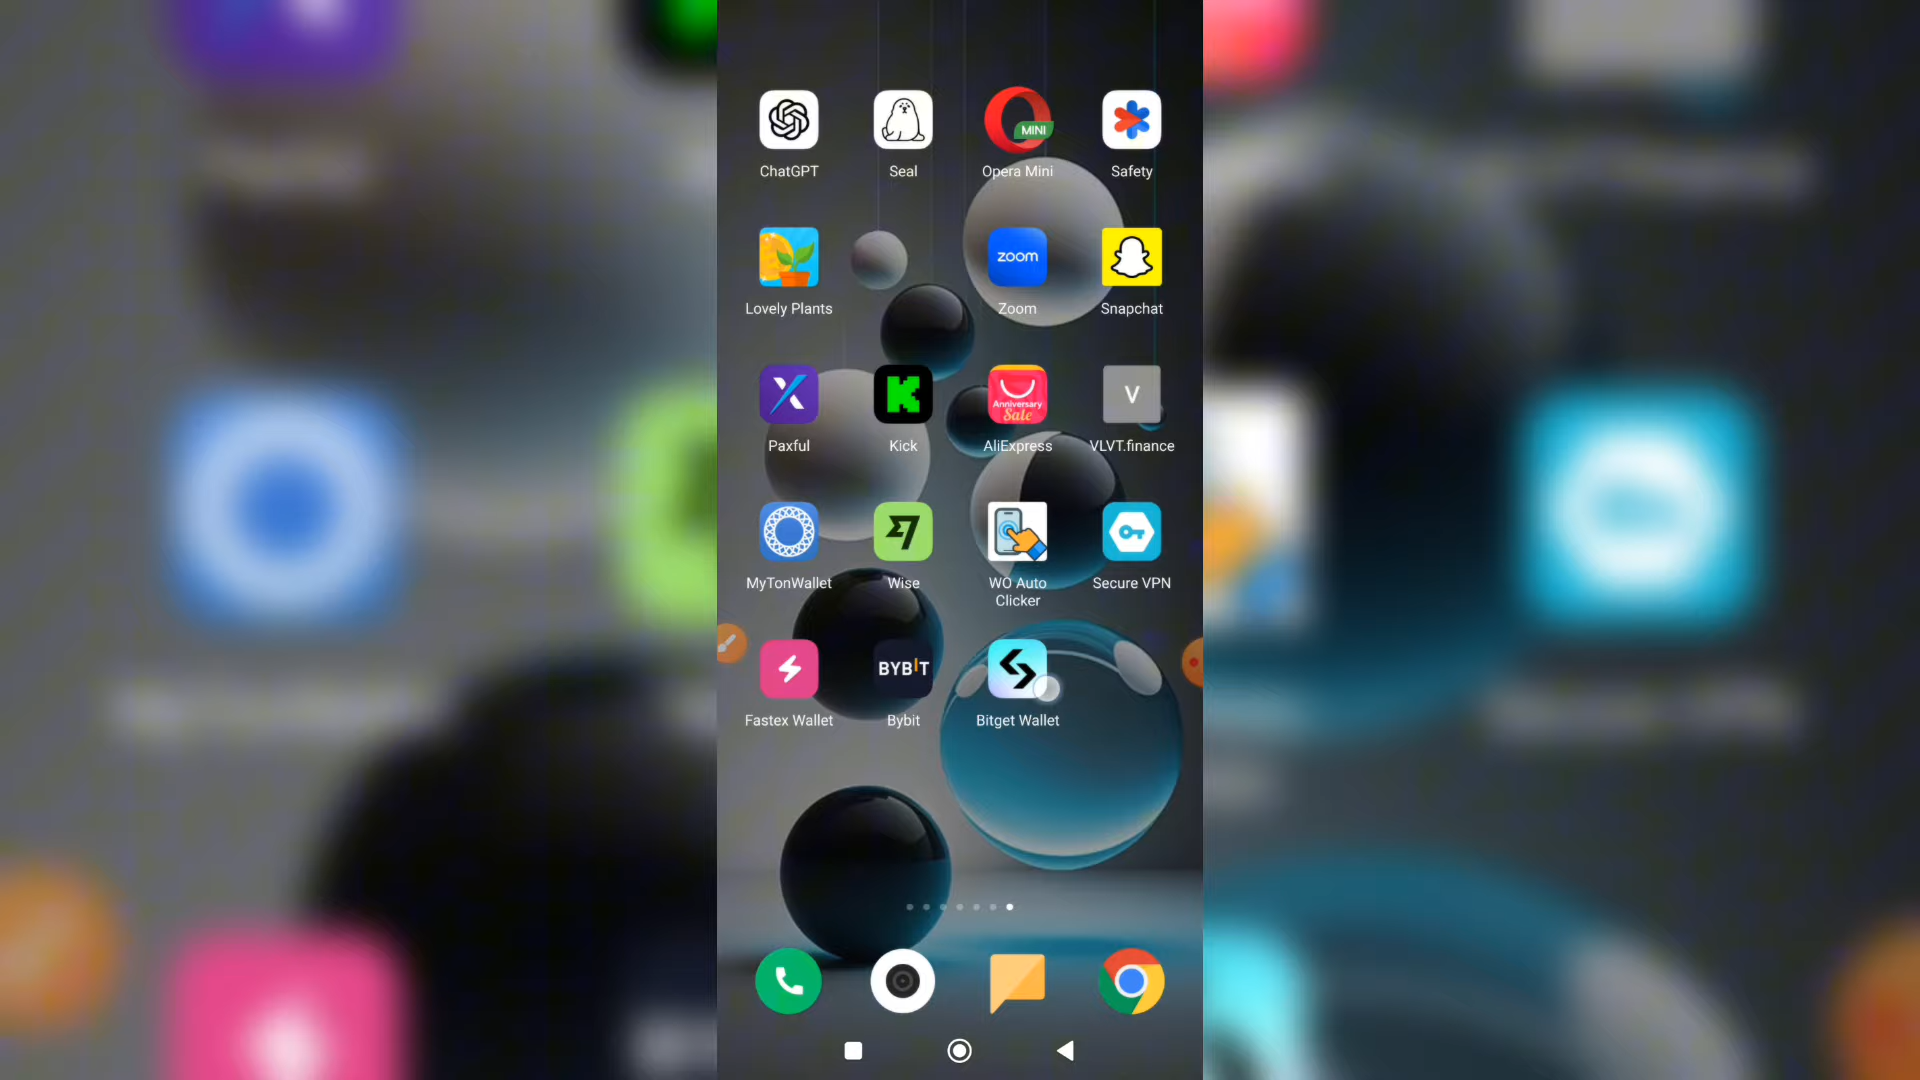 ChatGPT
Seal
MINI
Opera Mini
Safety
Lovely Plants
zoom
Zoom
Snapchat
Paxful
Kick
Anniversary
Sale
AliExpress
V
VLVT.finance
MyTonWallet
Wise
WO Auto
Clicker
Secure VPN
Fastex Wallet
BYBIT
Bybit
Bitget Wallet